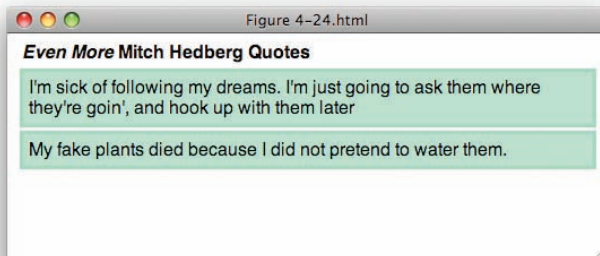 Figure 4-24.html
Even More Mitch Hedberg Quotes
I'm sick of following my dreams. I'm just going to ask them where
they're goin', and hook up with them later
My fake plants died because I did not pretend to water them.